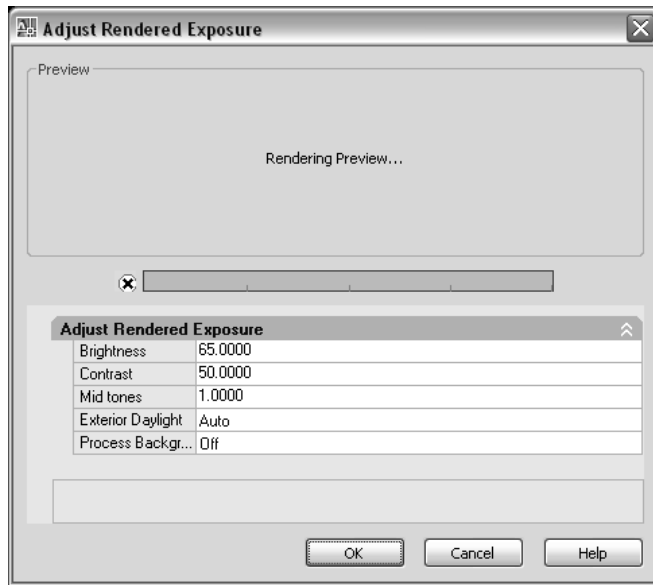 Adjust Rendered Exposure
Preview
Rendering Preview...
Adjust Rendered Exposure
Brightness 65.0000
Contrast 50.0000
Mid tones 1.0000
Exterior Daylight Auto
Process Backgr... Off
OK Cancel Help